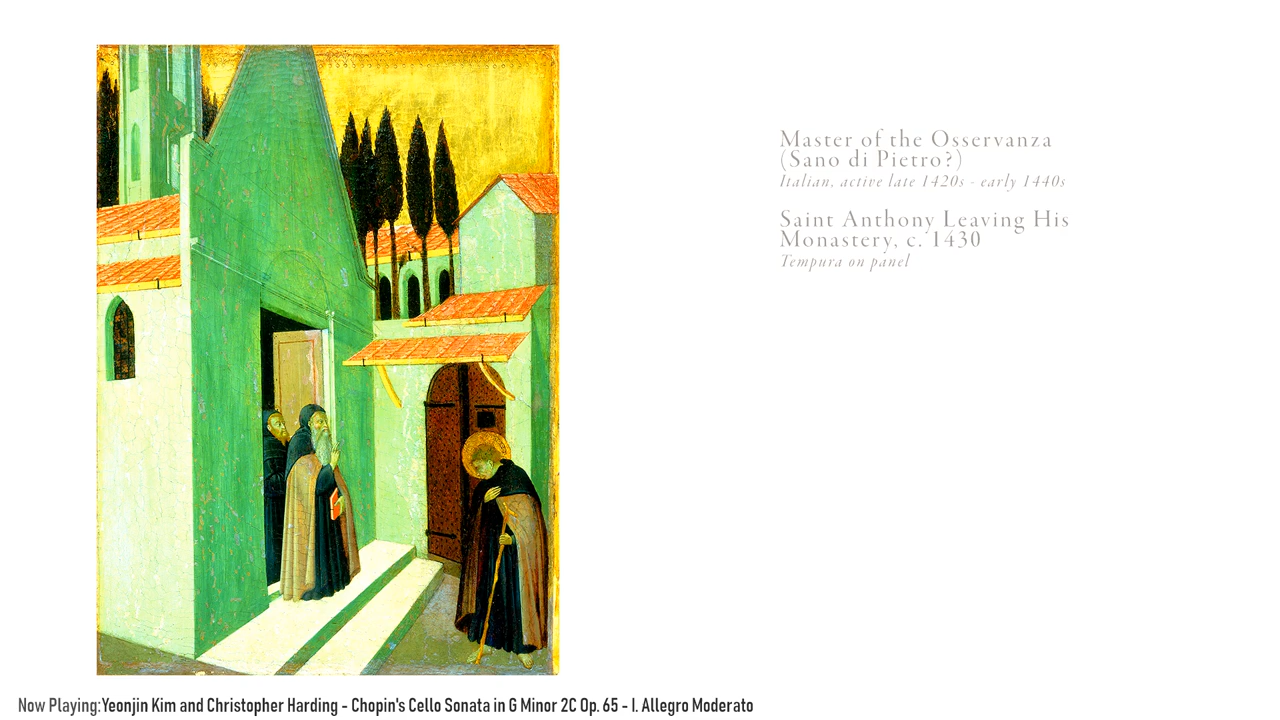 Master of the Osservanza
(Sano di Pietro?)
Italian, active late 1420s - early 1440s
Saint Anthony Leaving His
Monastery, c. 1430
Tempura on panel
Now Playing:Yeonjin Kim and Christopher Harding - Chopin's Cello Sonata in G Minor 2C Op. 65 - I. Allegro Moderato